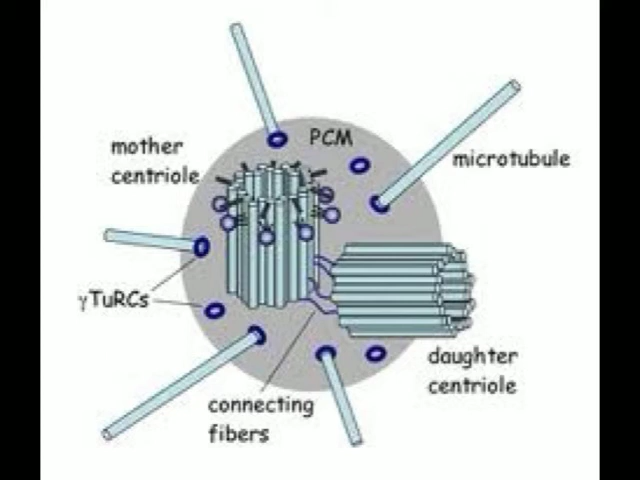 PCM
mother
centriole
microtubule
γTuRCs
daughter
centriole
connecting
fibers